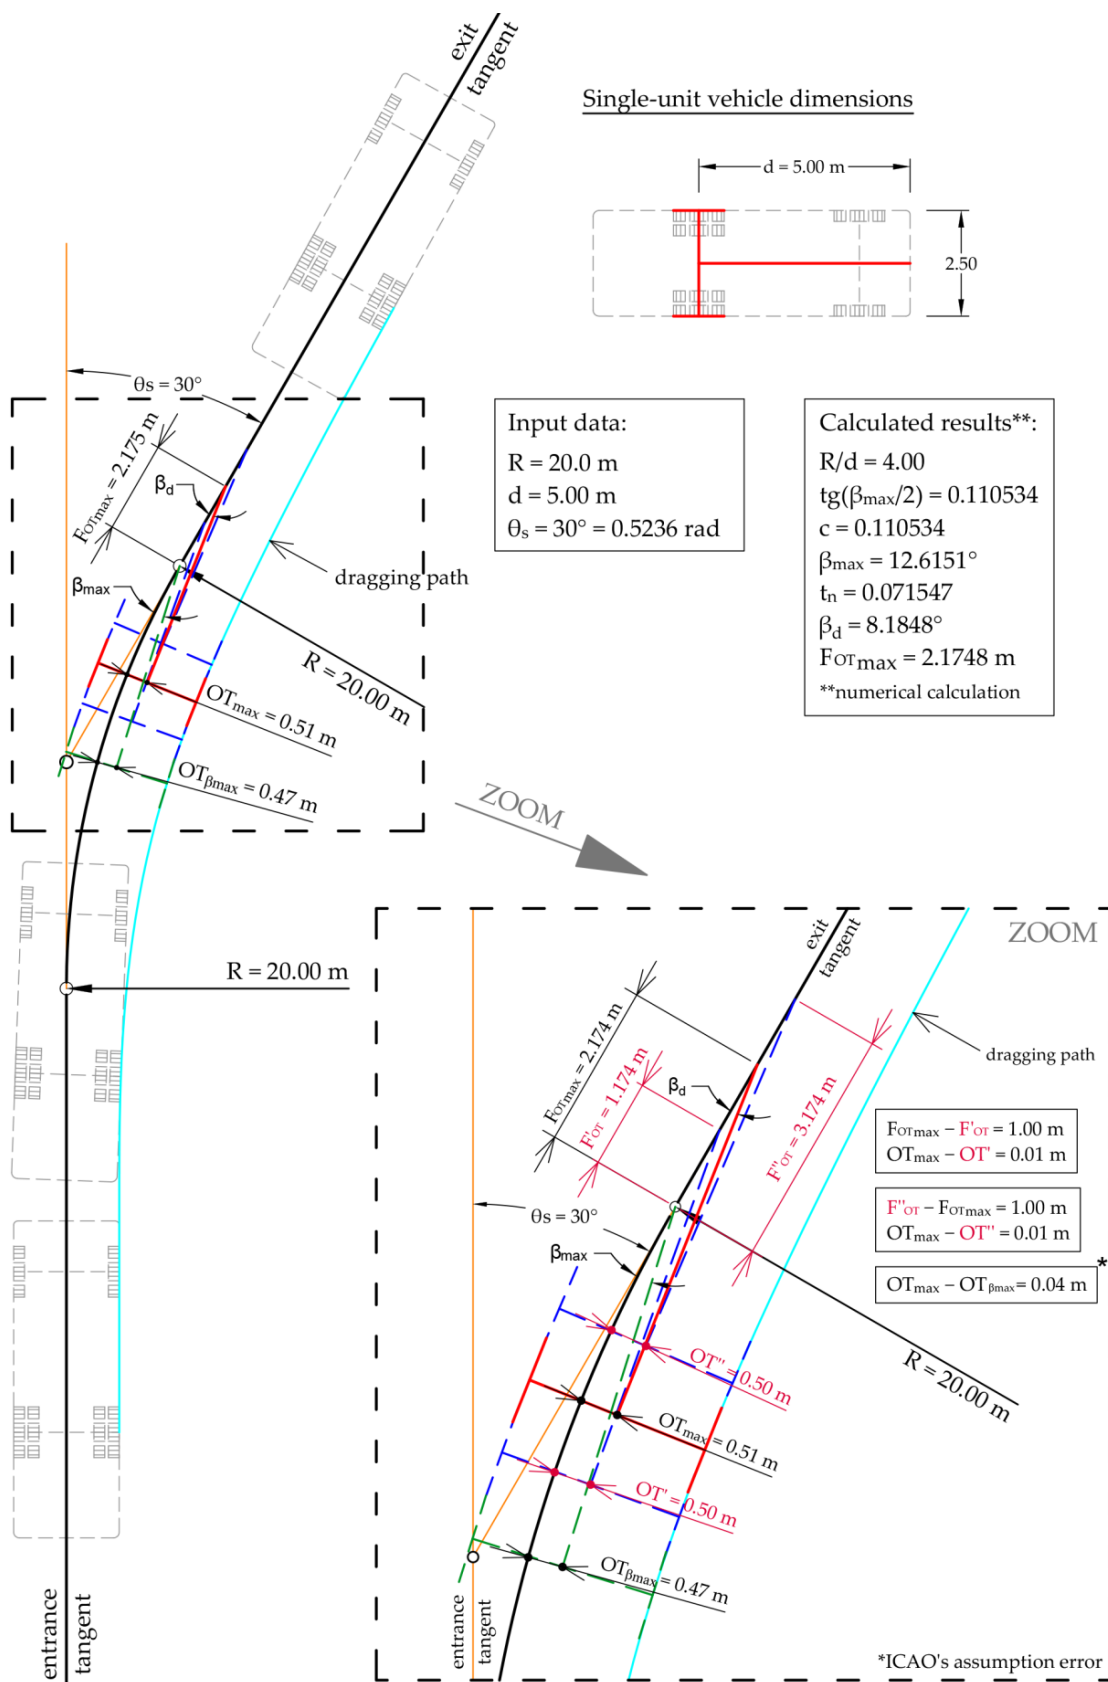 exit
tangent
Single-unit vehicle dimensions
d = 5.00 m
2.50
θs = 30°
FOTmax = 2.175 m
βd
βmax
dragging path
R = 20.00 m
OTmax = 0.51 m
OTβmax = 0.47 m
Input data:
R = 20.0 m
d = 5.00 m
θs = 30° = 0.5236 rad
Calculated results**:
R/d = 4.00
tg(βmax/2) = 0.110534
c = 0.110534
βmax = 12.6151°
tn = 0.071547
βd = 8.1848°
FOTmax = 2.1748 m
**numerical calculation
ZOOM
R = 20.00 m
entrance
tangent
ZOOM
exit
tangent
FOTmax = 2.174 m
F'OT = 1.174 m
βd
F''OT = 3.174 m
dragging path
θs = 30°
βmax
FOTmax – F'OT = 1.00 m
OTmax – OT' = 0.01 m
F''OT – FOTmax = 1.00 m
OTmax – OT'' = 0.01 m
OTmax – OTβmax = 0.04 m
*
OT'' = 0.50 m
R = 20.00 m
OTmax = 0.51 m
OT' = 0.50 m
OTβmax = 0.47 m
entrance
tangent
*ICAO's assumption error